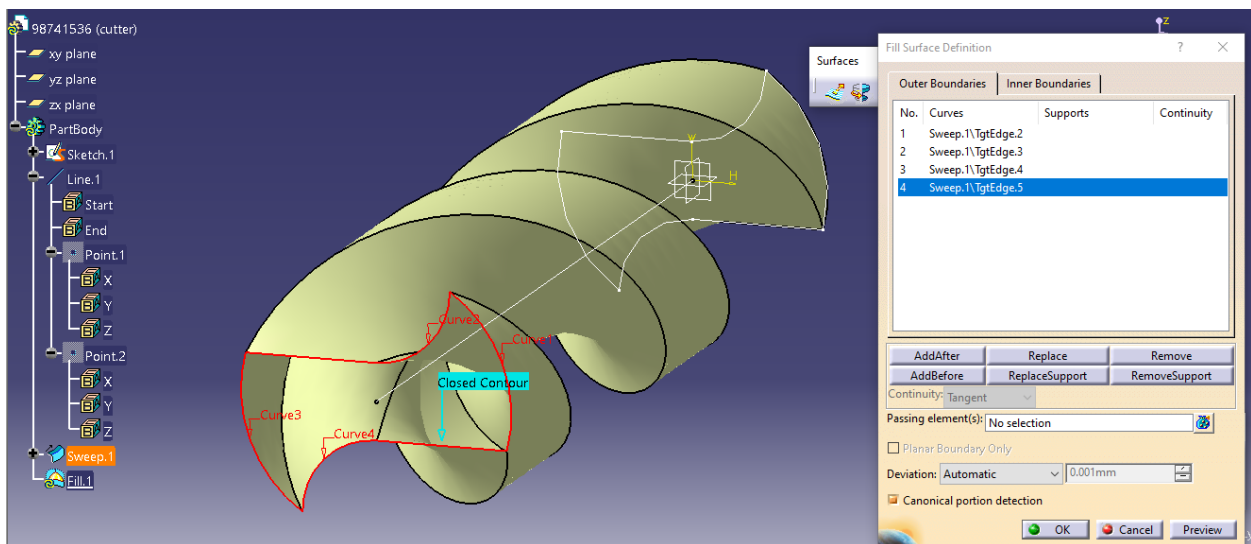 98741536 (cutter)
xy plane
yz plane
zx plane
PartBody
Sketch.1
Line.1
Start
End
Point.1
X
Y
Z
Point.2
X
Y
Z
Sweep.1
Fill.1
Curve2
Curve1
Closed Contour
Curve3
Curve4
V
H
z
Surfaces
Fill Surface Definition
?
Outer Boundaries Inner Boundaries
No. Curves Supports Continuity
1 Sweep.1\TgtEdge.2
2 Sweep.1\TgtEdge.3
3 Sweep.1\TgtEdge.4
4 Sweep.1\TgtEdge.5
AddAfter Replace Remove
AddBefore ReplaceSupport RemoveSupport
Continuity: Tangent
Passing element(s): No selection
Planar Boundary Only
Deviation: Automatic 0.001mm
Canonical portion detection
OK Cancel Preview